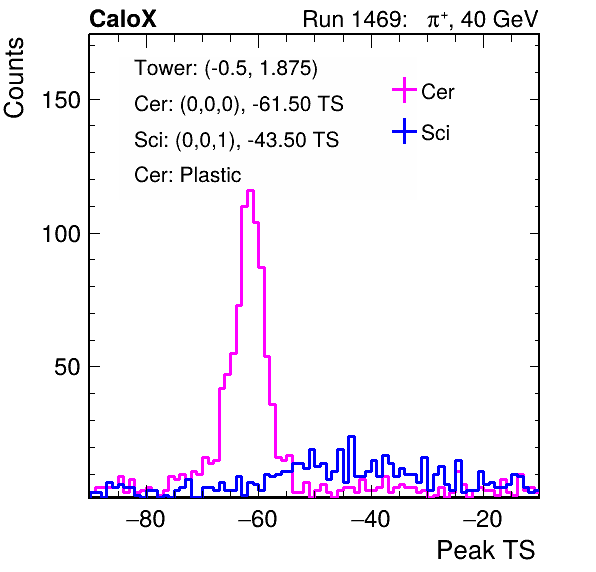 CaloX Run 1469: π⁺, 40 GeV
Counts
Tower: (-0.5, 1.875)
Cer: (0,0,0), -61.50 TS
Sci: (0,0,1), -43.50 TS
Cer: Plastic
Cer
Sci
150
100
50
−80 −60 −40 −20
Peak TS